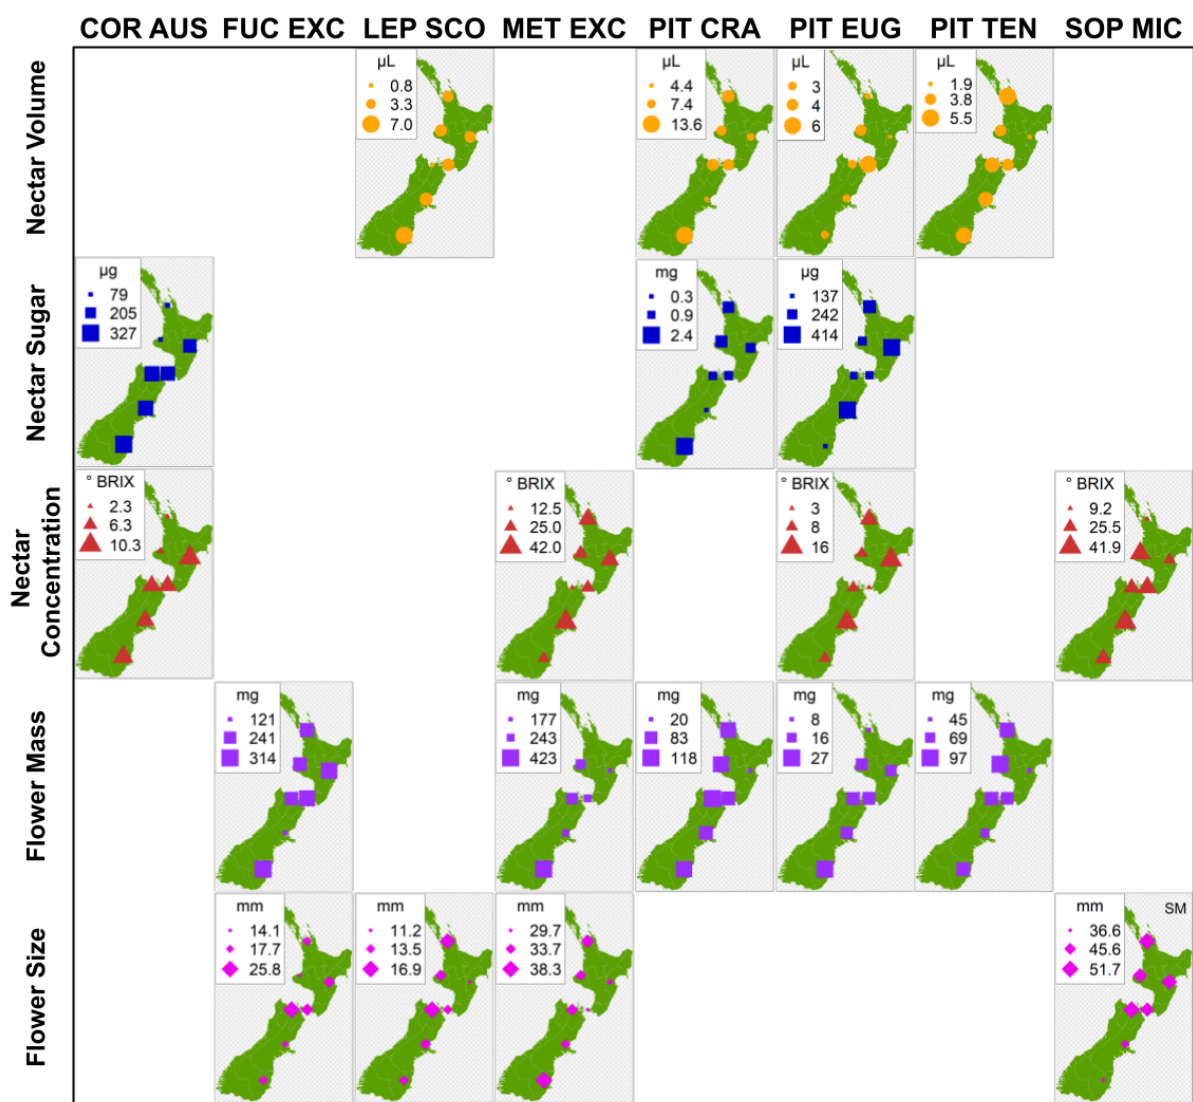 COR AUS FUC EXC LEP SCO MET EXC PIT CRA PIT EUG PIT TEN SOP MIC
Nectar Volume
µL
0.8
3.3
7.0
µL
4.4
7.4
13.6
µL
3
4
6
µL
1.9
3.8
5.5
Nectar Sugar
µg
79
205
327
mg
0.3
0.9
2.4
µg
137
242
414
Nectar
Concentration
° BRIX
2.3
6.3
10.3
° BRIX
12.5
25.0
42.0
° BRIX
3
8
16
° BRIX
9.2
25.5
41.9
Flower Mass
mg
121
241
314
mg
177
243
423
mg
20
83
118
mg
8
16
27
mg
45
69
97
Flower Size
mm
14.1
17.7
25.8
mm
11.2
13.5
16.9
mm
29.7
33.7
38.3
mm
36.6
45.6
51.7
SM